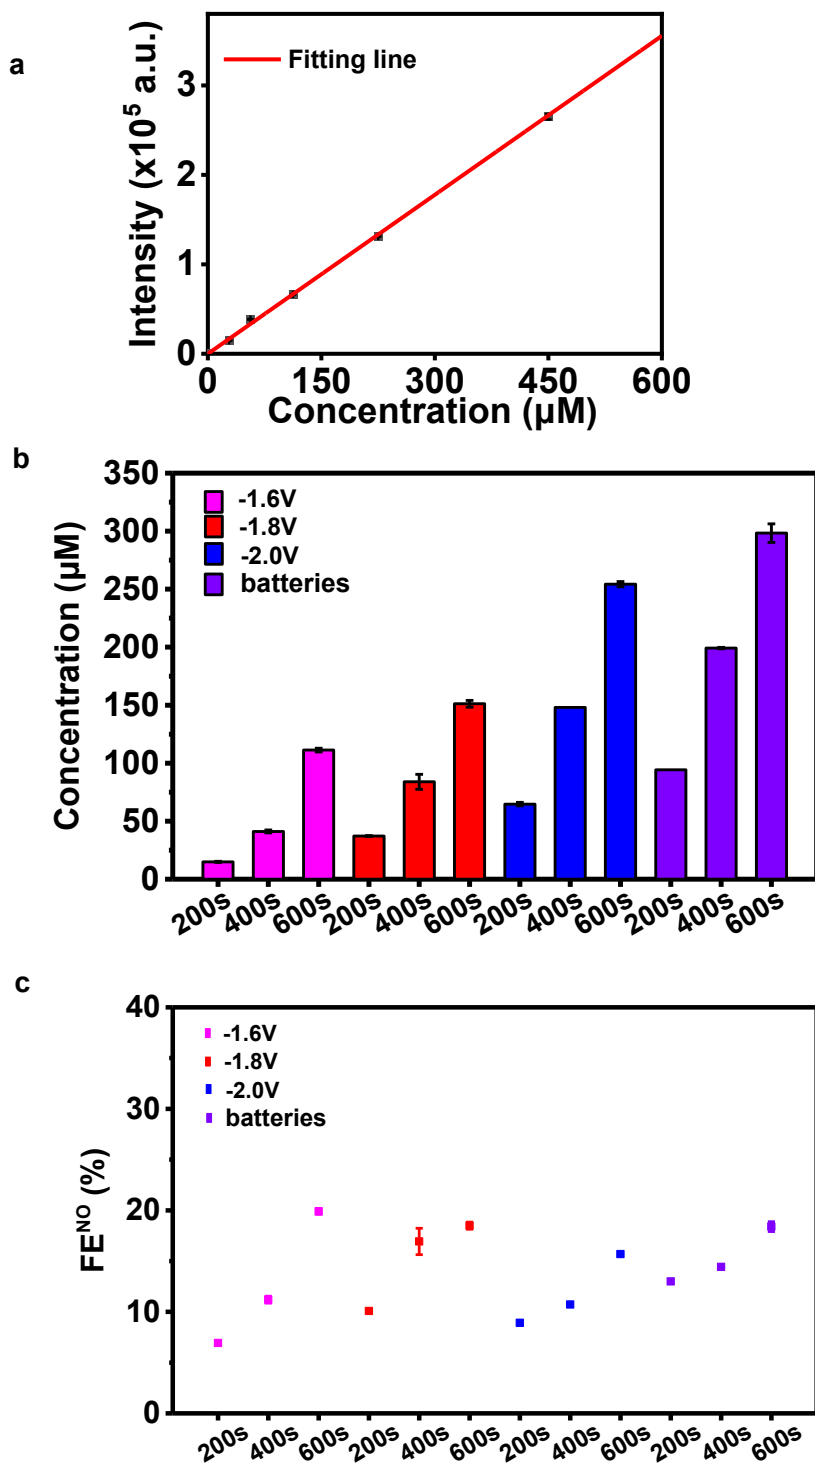 a
Fitting line
Intensity (x10⁵ a.u.)
3
2
1
0
0 150 300 450 600
Concentration (µM)
b
-1.6V
-1.8V
-2.0V
batteries
Concentration (µM)
350
300
250
200
150
100
50
0
200s 400s 600s 200s 400s 600s 200s 400s 600s 200s 400s 600s
c
-1.6V
-1.8V
-2.0V
batteries
FEᴺᴼ (%)
40
30
20
10
0
200s 400s 600s 200s 400s 600s 200s 400s 600s 200s 400s 600s